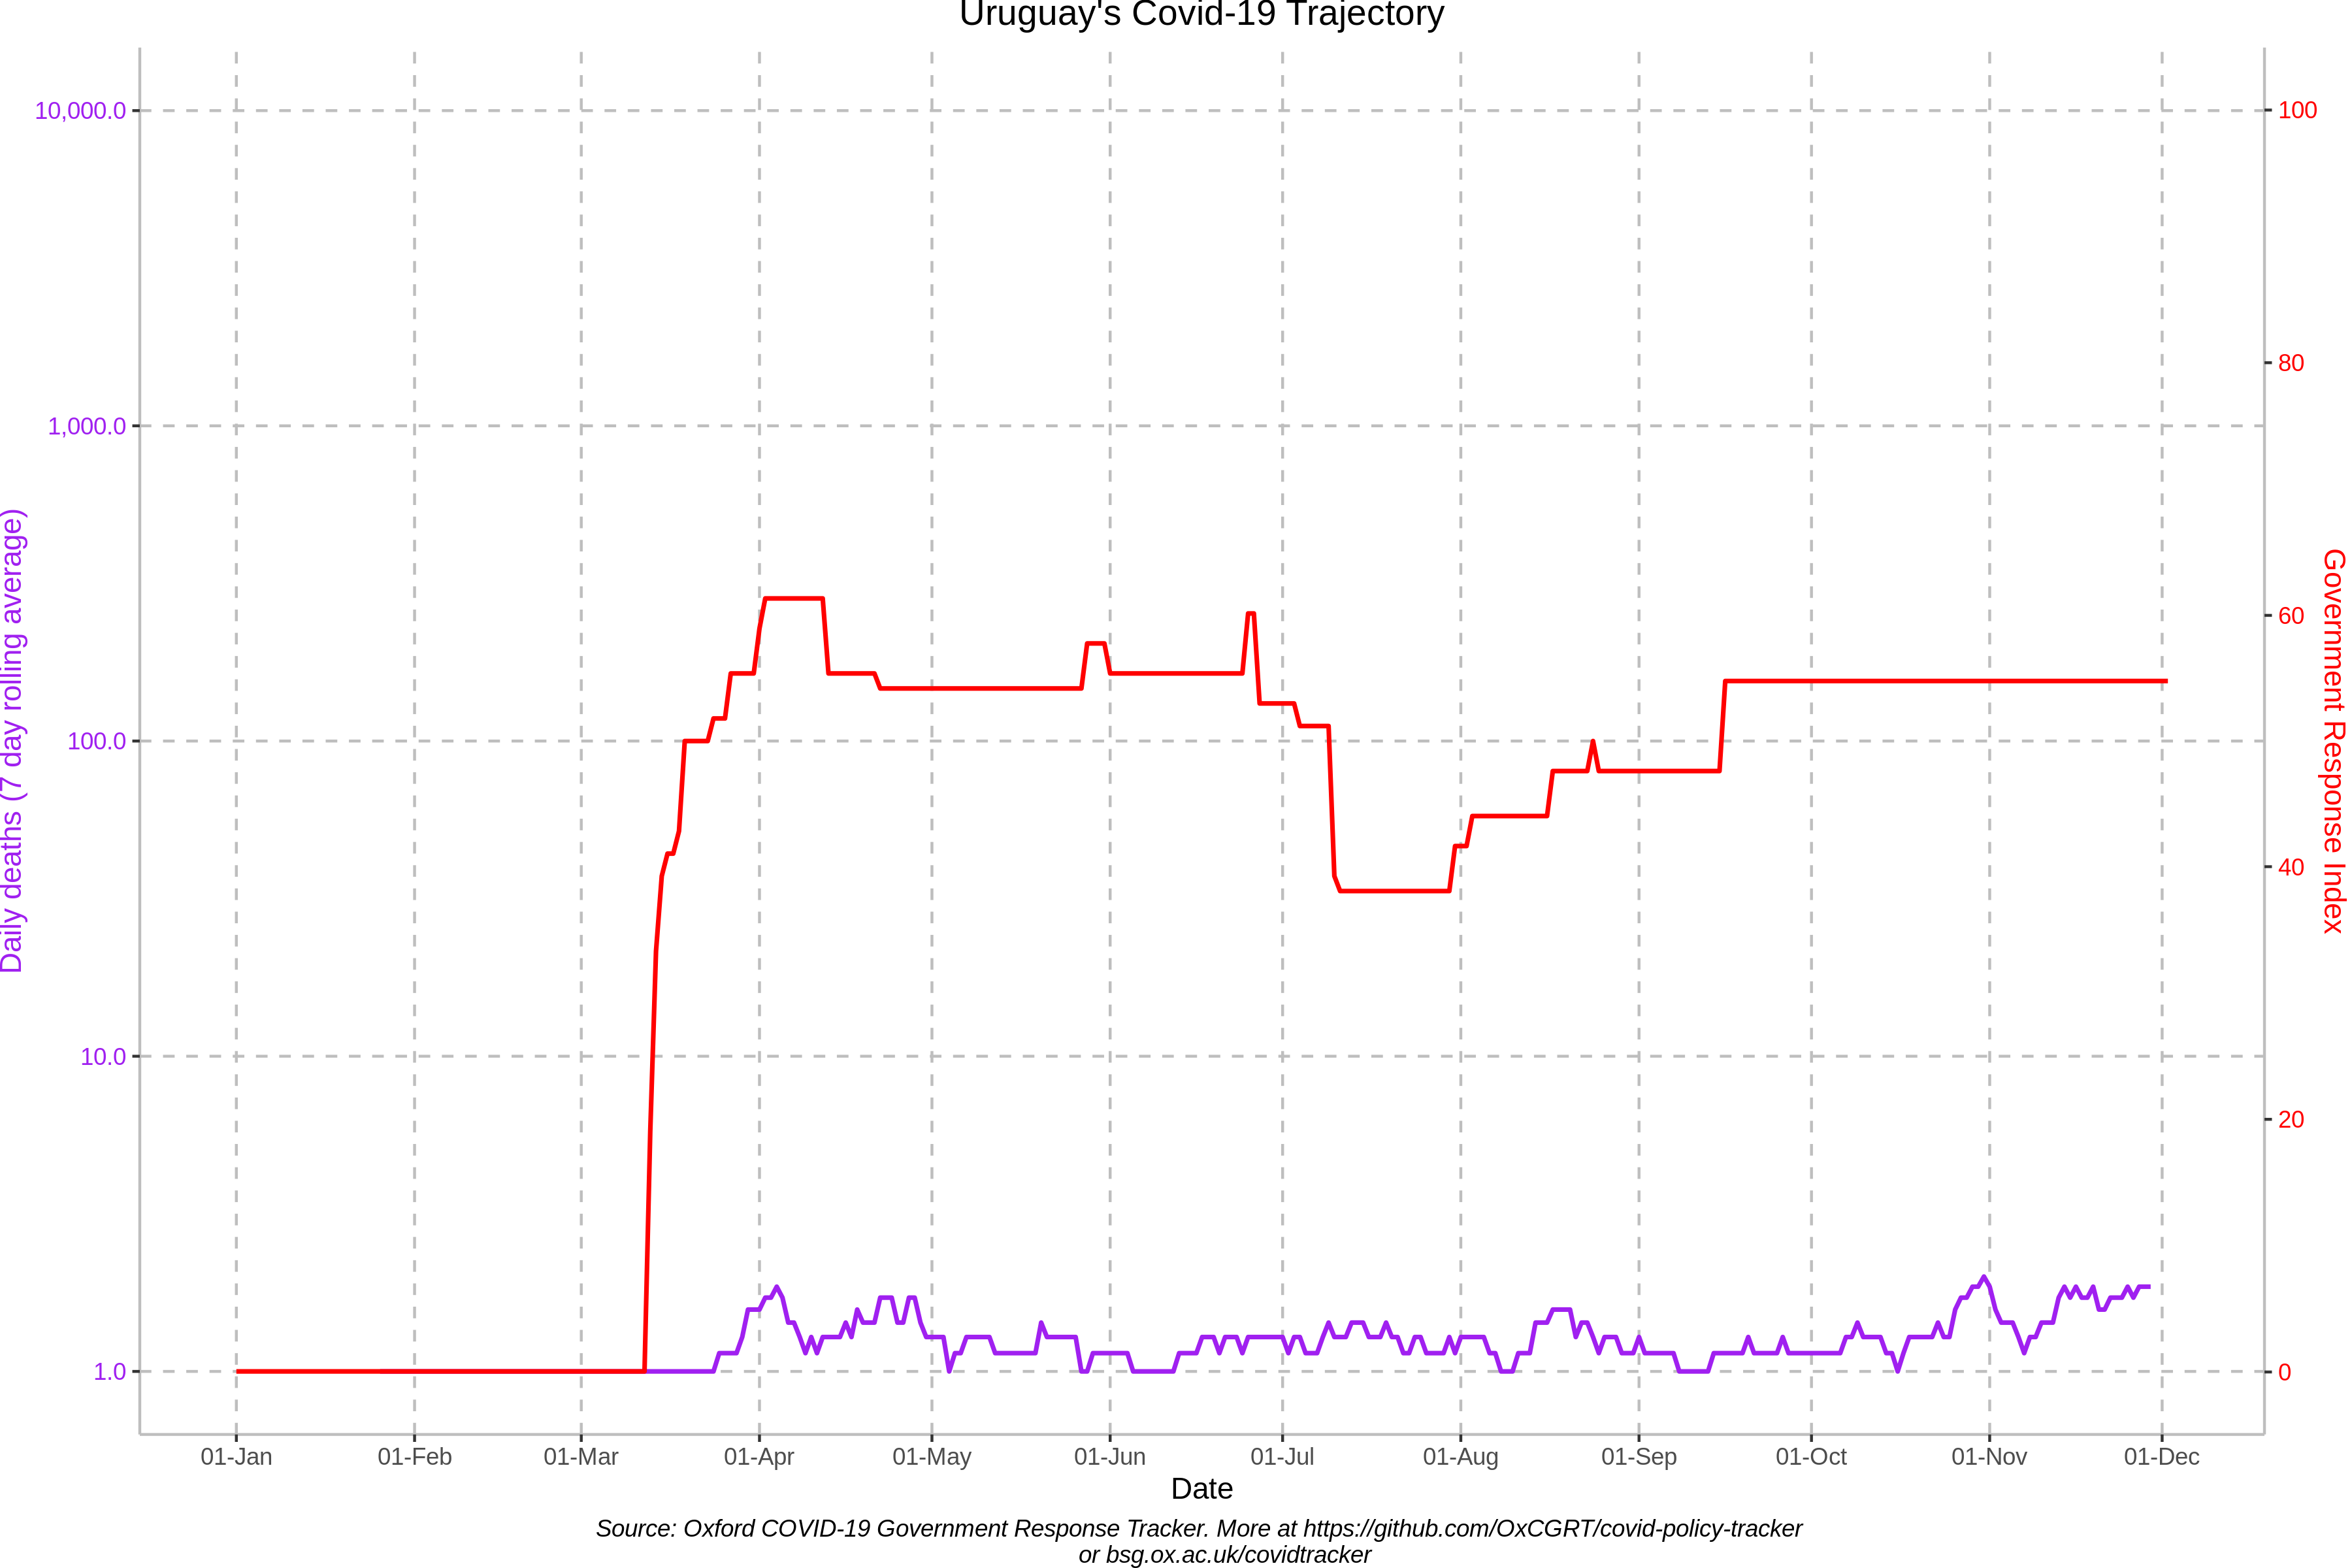 Uruguay's Covid-19 Trajectory
10,000.0
1,000.0
100.0
10.0
1.0
Daily deaths (7 day rolling average)
100
80
60
40
20
0
Government Response Index
01-Jan 01-Feb 01-Mar 01-Apr 01-May 01-Jun 01-Jul 01-Aug 01-Sep 01-Oct 01-Nov 01-Dec
Date
Source: Oxford COVID-19 Government Response Tracker. More at https://github.com/OxCGRT/covid-policy-tracker
or bsg.ox.ac.uk/covidtracker